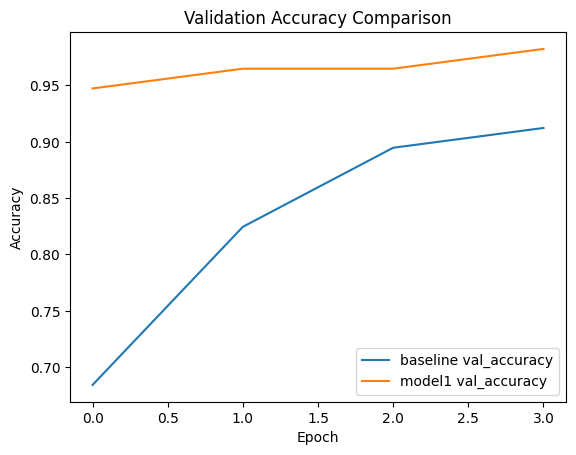 Validation Accuracy Comparison
Accuracy
0.95
0.90
0.85
0.80
0.75
0.70
baseline val_accuracy
model1 val_accuracy
0.0 0.5 1.0 1.5 2.0 2.5 3.0
Epoch